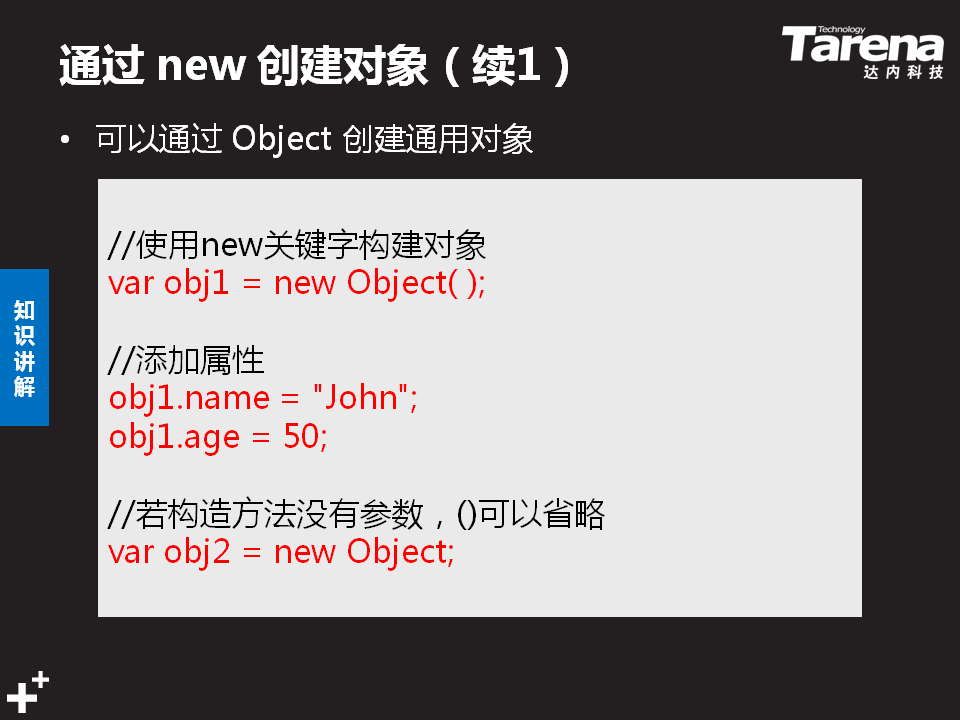 通过 new 创建对象（续1）
Technology
Tarena
达内科技
• 可以通过 Object 创建通用对象
//使用new关键字构建对象
var obj1 = new Object( );
//添加属性
obj1.name = "John";
obj1.age = 50;
//若构造方法没有参数，()可以省略
var obj2 = new Object;
知
识
讲
解